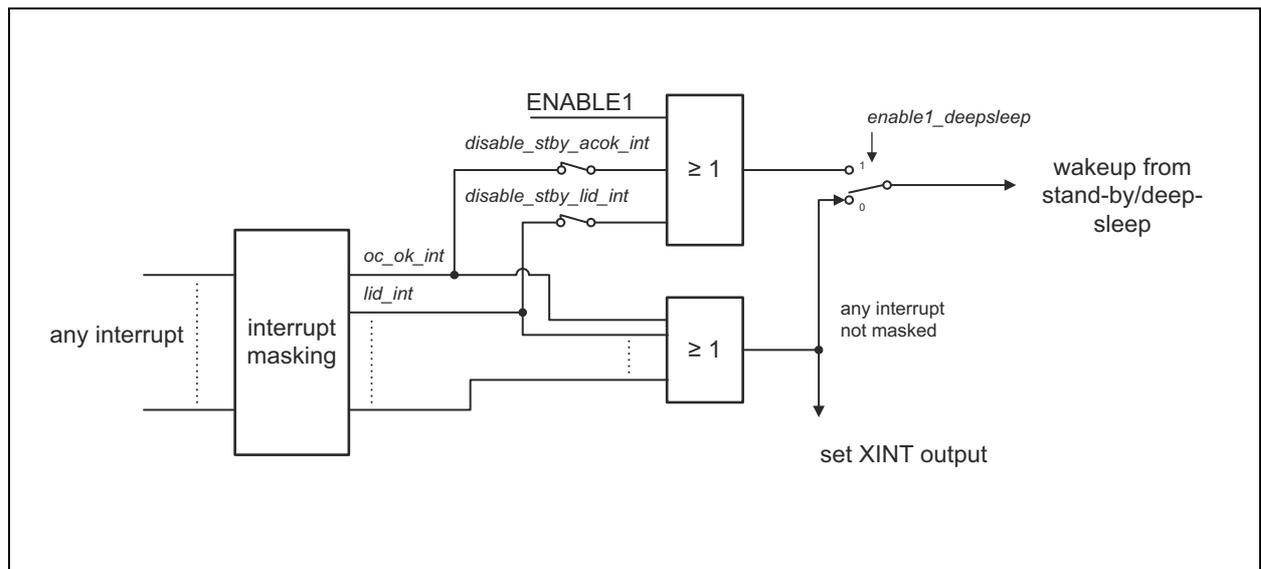 ENABLE1
disable_stby_acok_int
disable_stby_lid_int
≥ 1
enable1_deepsleep
1
0
wakeup from
stand-by/deep-
sleep
oc_ok_int
lid_int
any interrupt
interrupt
masking
≥ 1
any interrupt
not masked
set XINT output